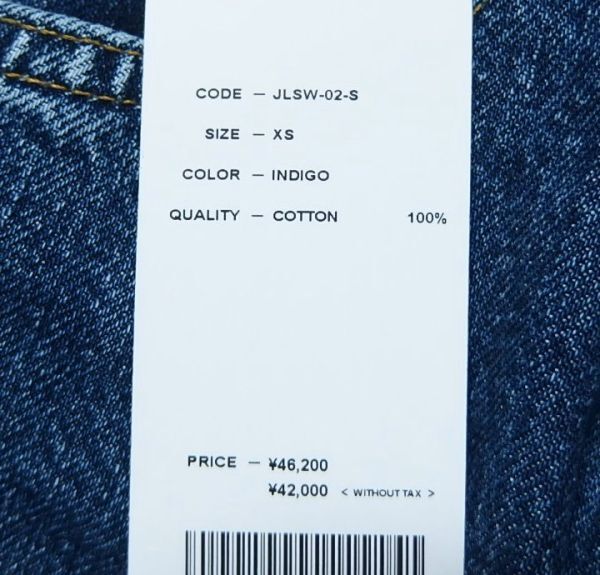 CODE — JLSW-02-S
SIZE — XS
COLOR — INDIGO
QUALITY — COTTON 100%
PRICE — ¥46,200
¥42,000 < WITHOUT TAX >